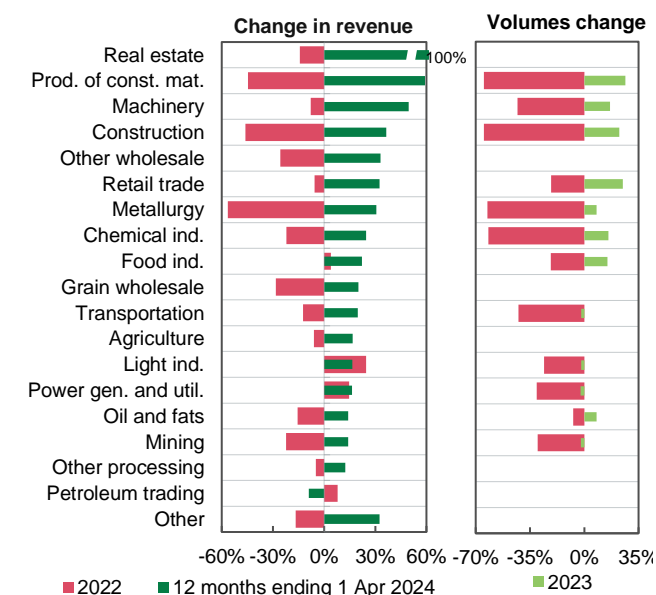 Change in revenue
Volumes change
Real estate
100%
Prod. of const. mat.
Machinery
Construction
Other wholesale
Retail trade
Metallurgy
Chemical ind.
Food ind.
Grain wholesale
Transportation
Agriculture
Light ind.
Power gen. and util.
Oil and fats
Mining
Other processing
Petroleum trading
Other
-60% -30% 0% 30% 60%
-70% -35% 0% 35%
2022 12 months ending 1 Apr 2024
2023